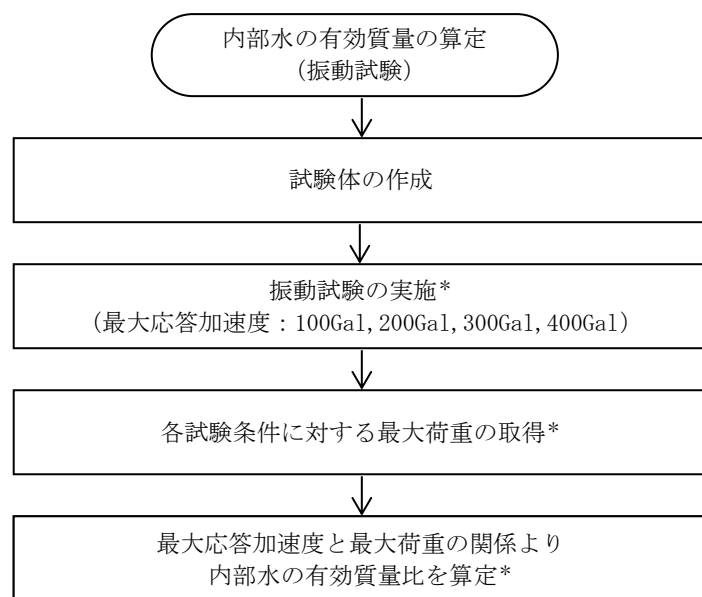 内部水の有効質量の算定
（振動試験）
試験体の作成
振動試験の実施*
（最大応答加速度：100Gal,200Gal,300Gal,400Gal）
各試験条件に対する最大荷重の取得*
最大応答加速度と最大荷重の関係より
内部水の有効質量比を算定*